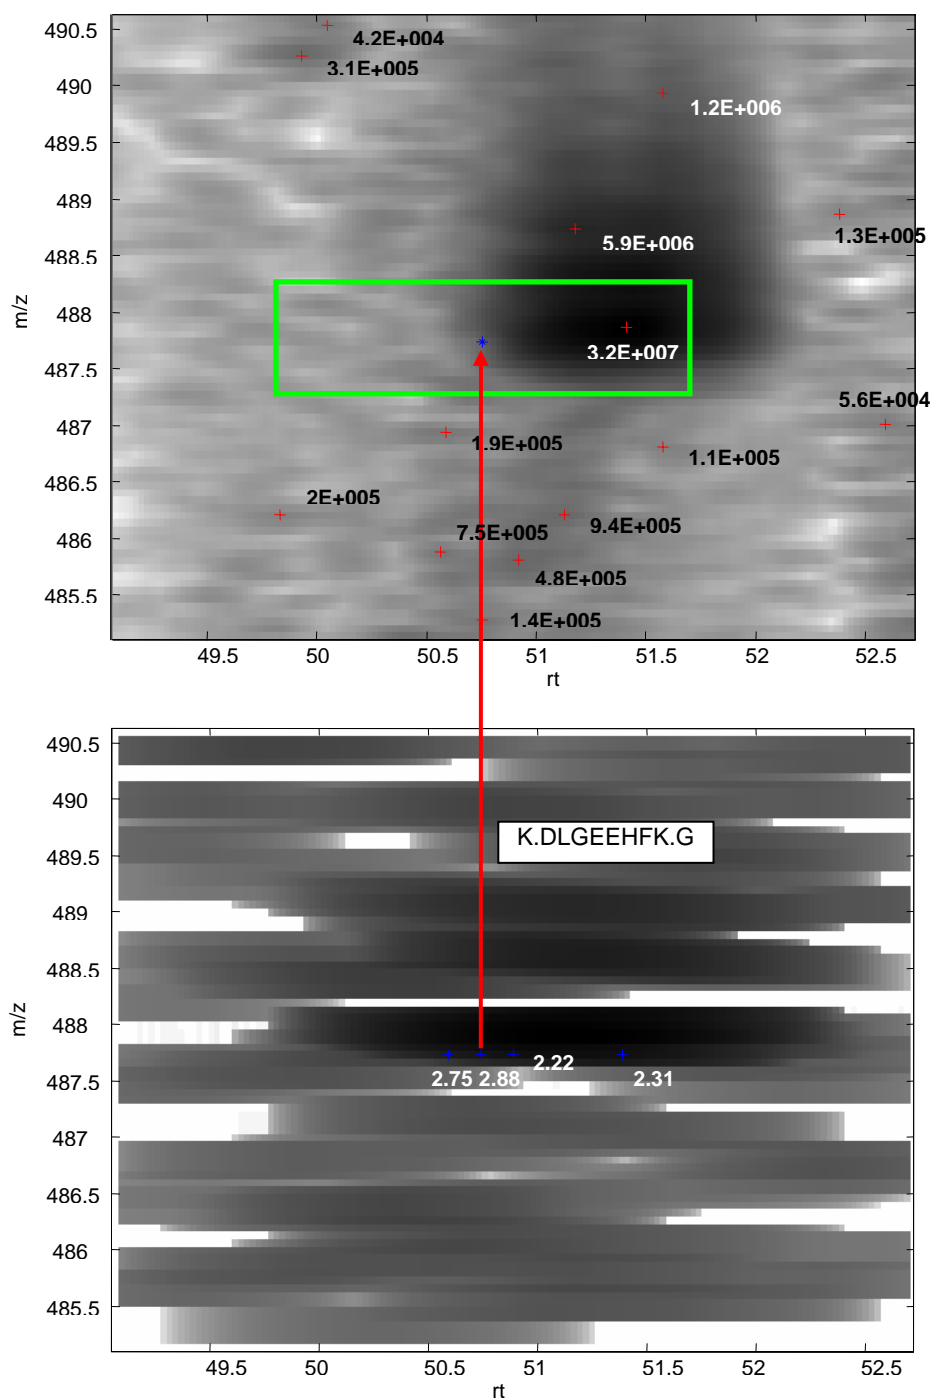 490.5
4.2E+004
3.1E+005
490
1.2E+006
489.5
489
1.3E+005
488.5
5.9E+006
m/z
488
3.2E+007
487.5
5.6E+004
487
1.9E+005
1.1E+005
486.5
2E+005
9.4E+005
486
7.5E+005
4.8E+005
485.5
1.4E+005
49.5 50 50.5 51 51.5 52 52.5
rt
490.5
490
K.DLGEEHFK.G
489.5
489
488.5
m/z
488
2.22
2.75 2.88 2.31
487.5
487
486.5
486
485.5
49.5 50 50.5 51 51.5 52 52.5
rt